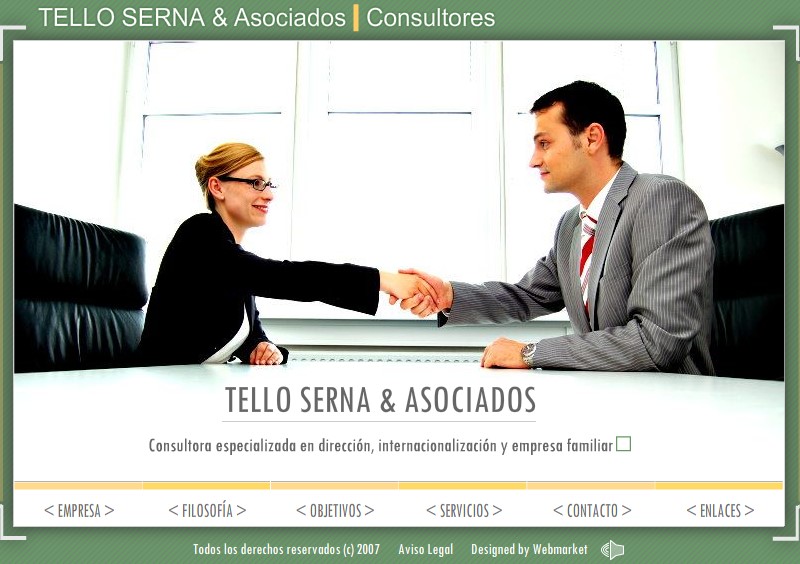 TELLO SERNA & Asociados | Consultores
TELLO SERNA & ASOCIADOS
Consultora especializada en dirección, internacionalización y empresa familiar
< EMPRESA > < FILOSOFÍA > < OBJETIVOS > < SERVICIOS > < CONTACTO > < ENLACES >
Todos los derechos reservados (c) 2007 Aviso Legal Designed by Webmarket